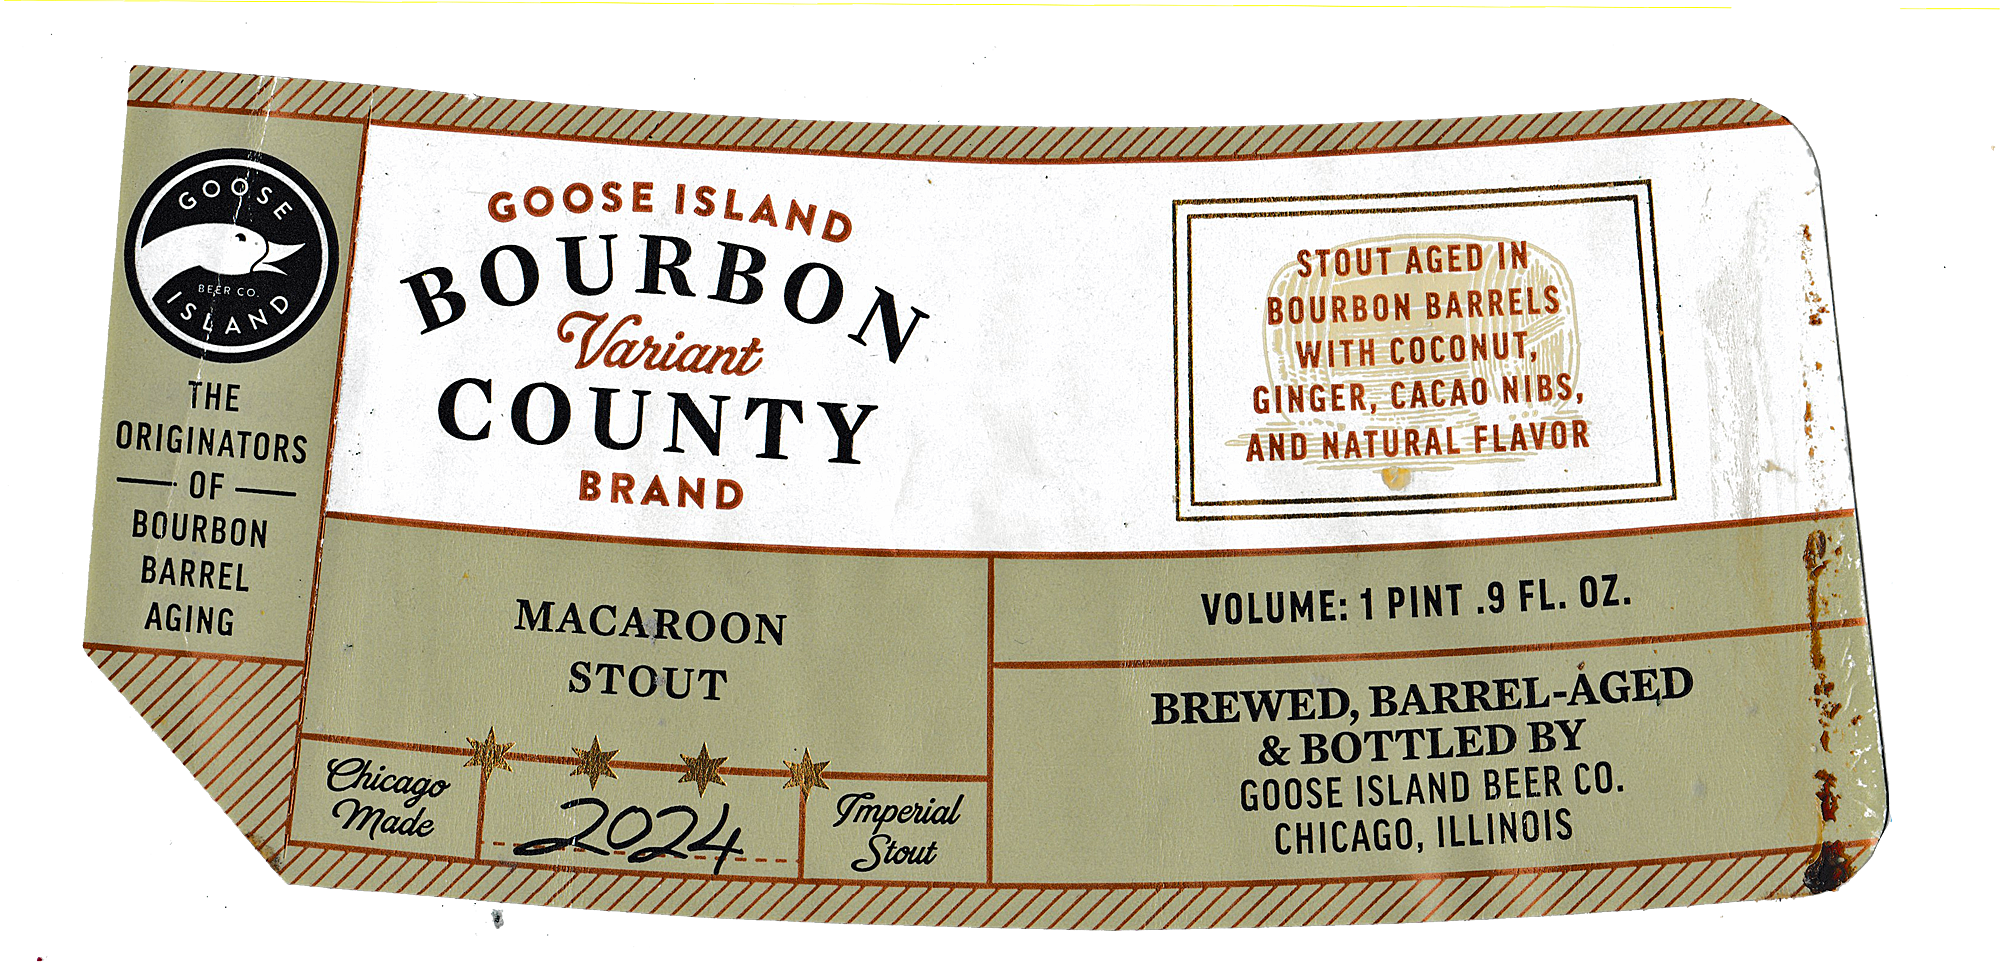 GOOSE
BEER CO.
ISLAND
THE
ORIGINATORS
OF
BOURBON
BARREL
AGING
GOOSE ISLAND
BOURBON
Variant
COUNTY
BRAND
MACAROON
STOUT
Chicago
Made
2024
Imperial
Stout
STOUT AGED IN
BOURBON BARRELS
WITH COCONUT,
GINGER, CACAO NIBS,
AND NATURAL FLAVOR
VOLUME: 1 PINT .9 FL. OZ.
BREWED, BARREL-AGED
& BOTTLED BY
GOOSE ISLAND BEER CO.
CHICAGO, ILLINOIS